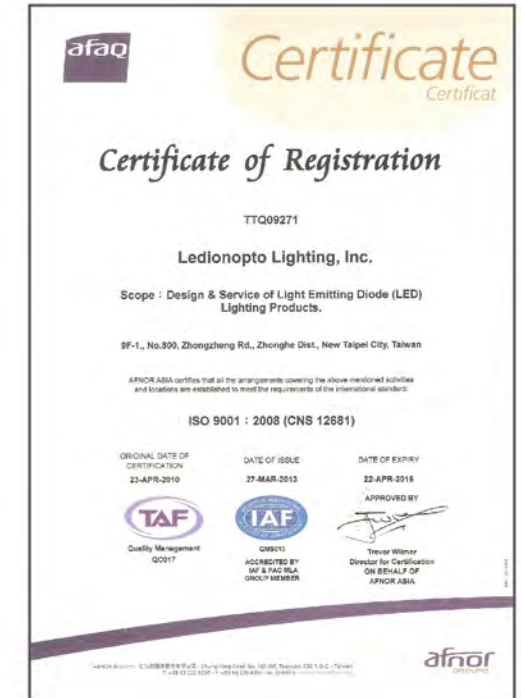 afaq
Certificate
Certificat
Certificate of Registration
TTQ09271
Ledionopto Lighting, Inc.
Scope : Design & Service of Light Emitting Diode (LED)
Lighting Products.
9F-1., No.800, Zhongzheng Rd., Zhonghe Dist., New Taipei City, Taiwan
AFNOR ASIA certifies that all the arrangements covering the above mentioned activities
and locations are established to meet the requirements of the international standard:
ISO 9001 : 2008 (CNS 12681)
ORIGINAL DATE OF
CERTIFICATION
DATE OF ISSUE
DATE OF EXPIRY
23-APR-2010
27-MAR-2013
22-APR-2016
APPROVED BY
TAF
IAF
Quality Management
QC017
QMS013
ACCREDITED BY
IAF & PAC MLA
GROUP MEMBER
Trevor Wilmer
Director for Certification
ON BEHALF OF
AFNOR ASIA
afnor
GROUPE